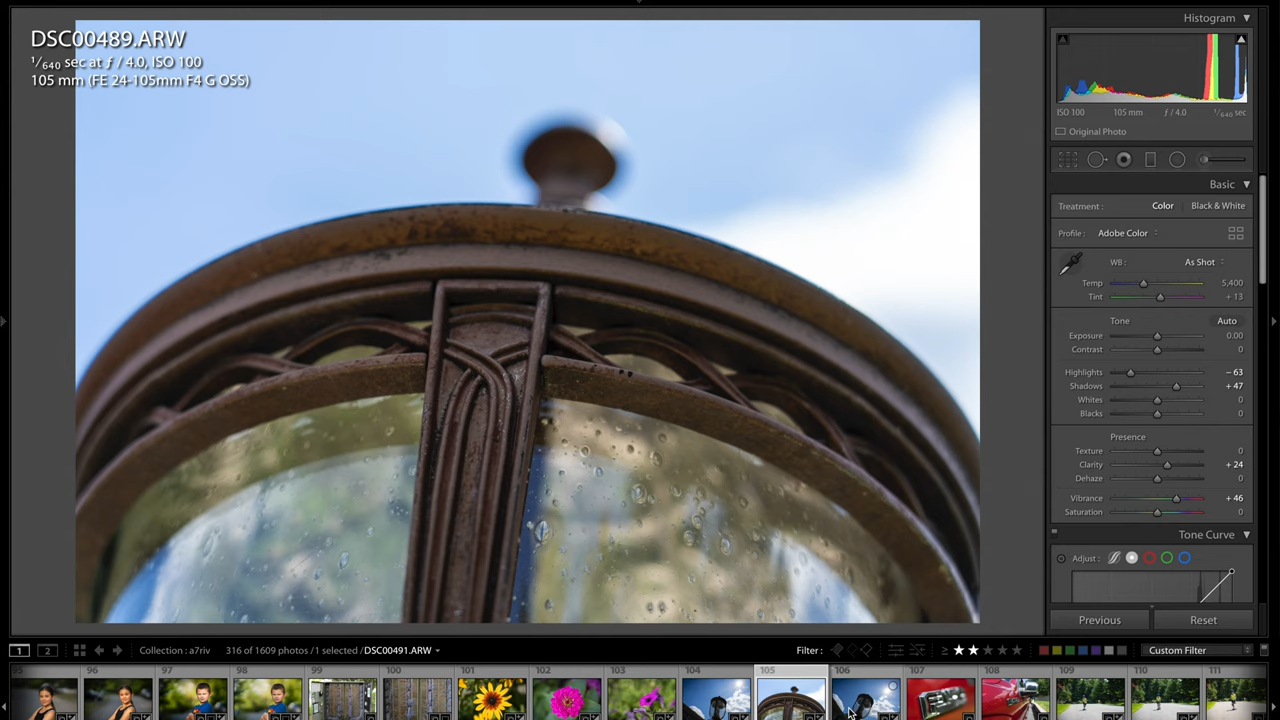 DSC00489.ARW
1/640 sec at ƒ / 4.0, ISO 100
105 mm (FE 24-105mm F4 G OSS)
Histogram
ISO 100 105 mm ƒ / 4.0 1/640 sec
Original Photo
Basic
Treatment : Color Black & White
Profile : Adobe Color
WB : As Shot
Temp 5,400
Tint + 13
Tone Auto
Exposure 0.00
Contrast 0
Highlights − 63
Shadows + 47
Whites 0
Blacks 0
Presence
Texture 0
Clarity + 24
Dehaze 0
Vibrance + 46
Saturation 0
Tone Curve
Adjust :
Previous Reset
1 2 Collection : a7riv 316 of 1609 photos / 1 selected / DSC00491.ARW Filter : ≥ Custom Filter
95 96 97 98 99 100 101 102 103 104 105 106 107 108 109 110 111